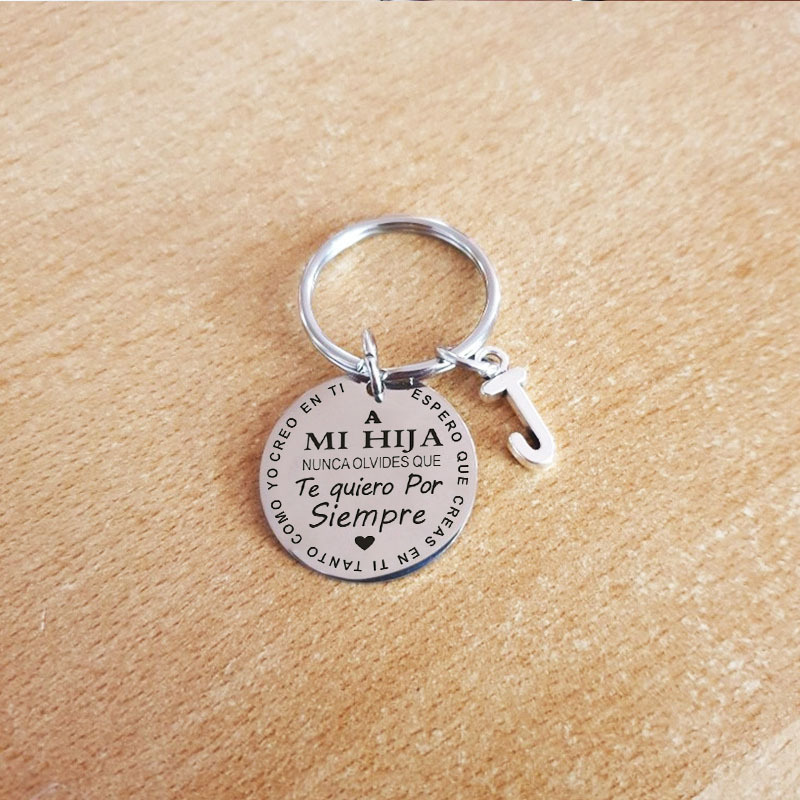 A
MI HIJA
NUNCA OLVIDES QUE
Te quiero Por
Siempre
ESPERO QUE CREAS EN TI TANTO COMO YO CREO EN TI
J